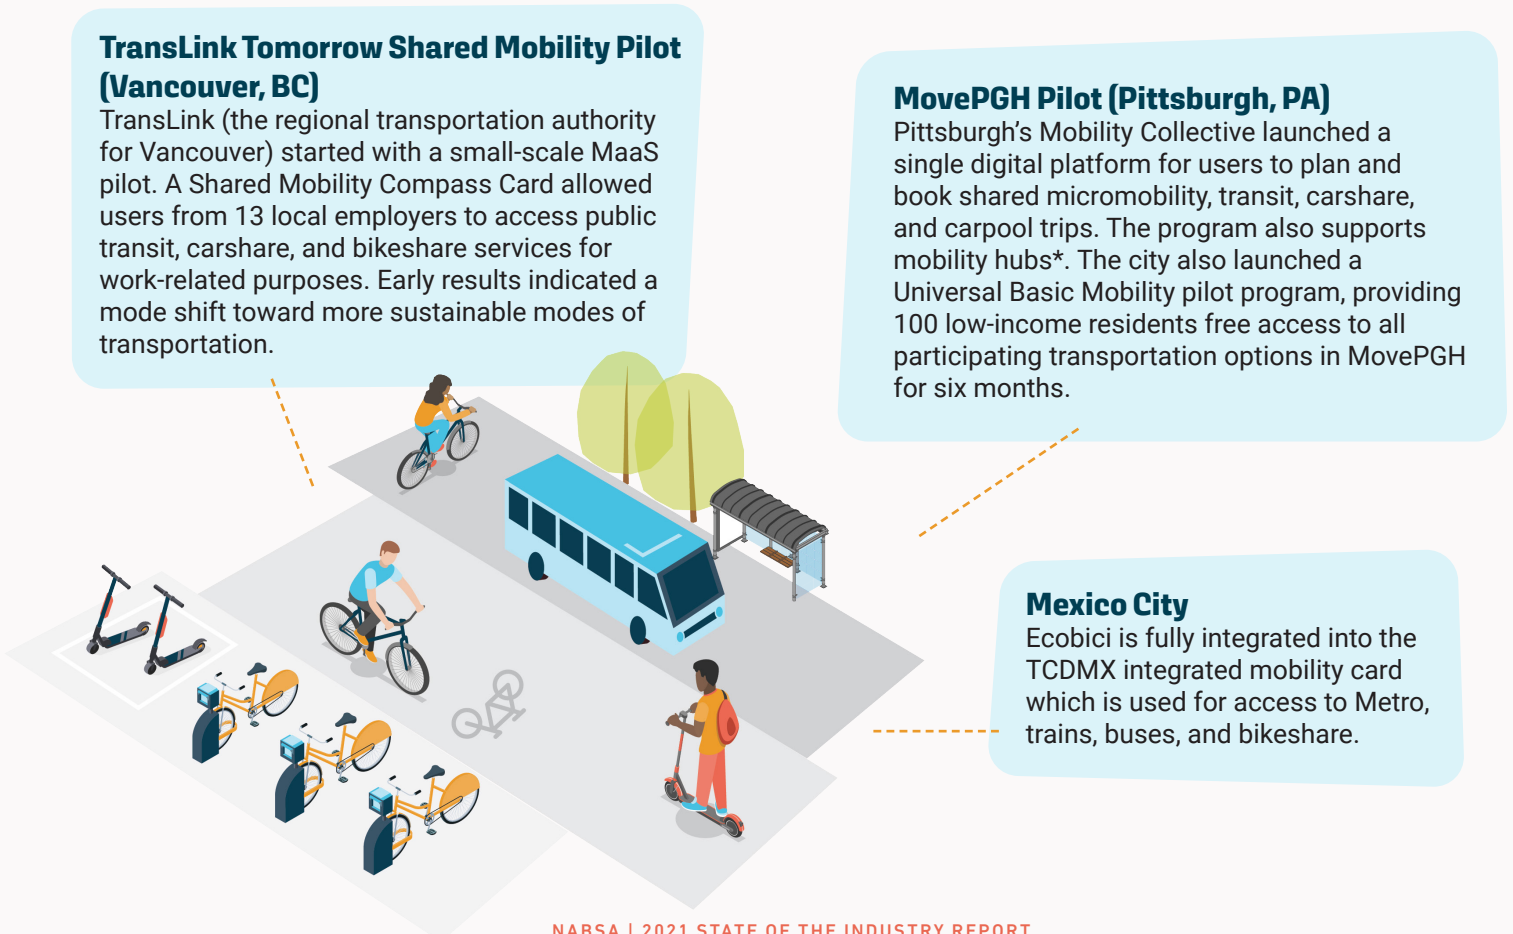 TransLink Tomorrow Shared Mobility Pilot
(Vancouver, BC)
TransLink (the regional transportation authority
for Vancouver) started with a small-scale MaaS
pilot. A Shared Mobility Compass Card allowed
users from 13 local employers to access public
transit, carshare, and bikeshare services for
work-related purposes. Early results indicated a
mode shift toward more sustainable modes of
transportation.
MovePGH Pilot (Pittsburgh, PA)
Pittsburgh's Mobility Collective launched a
single digital platform for users to plan and
book shared micromobility, transit, carshare,
and carpool trips. The program also supports
mobility hubs*. The city also launched a
Universal Basic Mobility pilot program, providing
100 low-income residents free access to all
participating transportation options in MovePGH
for six months.
Mexico City
Ecobici is fully integrated into the
TCDMX integrated mobility card
which is used for access to Metro,
trains, buses, and bikeshare.
NABSA | 2021 STATE OF THE INDUSTRY REPORT